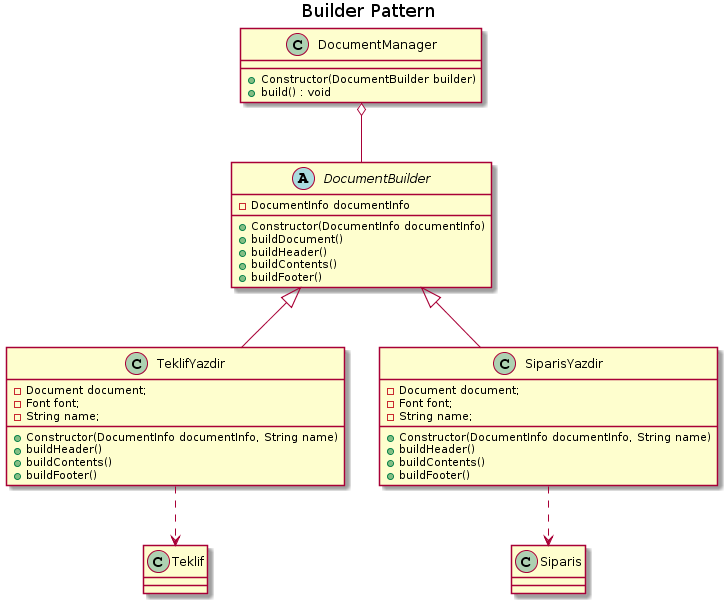 Builder Pattern
C DocumentManager
Constructor(DocumentBuilder builder)
build() : void
A DocumentBuilder
DocumentInfo documentInfo
Constructor(DocumentInfo documentInfo)
buildDocument()
buildHeader()
buildContents()
buildFooter()
C TeklifYazdir
Document document;
Font font;
String name;
Constructor(DocumentInfo documentInfo, String name)
buildHeader()
buildContents()
buildFooter()
C SiparisYazdir
Document document;
Font font;
String name;
Constructor(DocumentInfo documentInfo, String name)
buildHeader()
buildContents()
buildFooter()
C Teklif
C Siparis